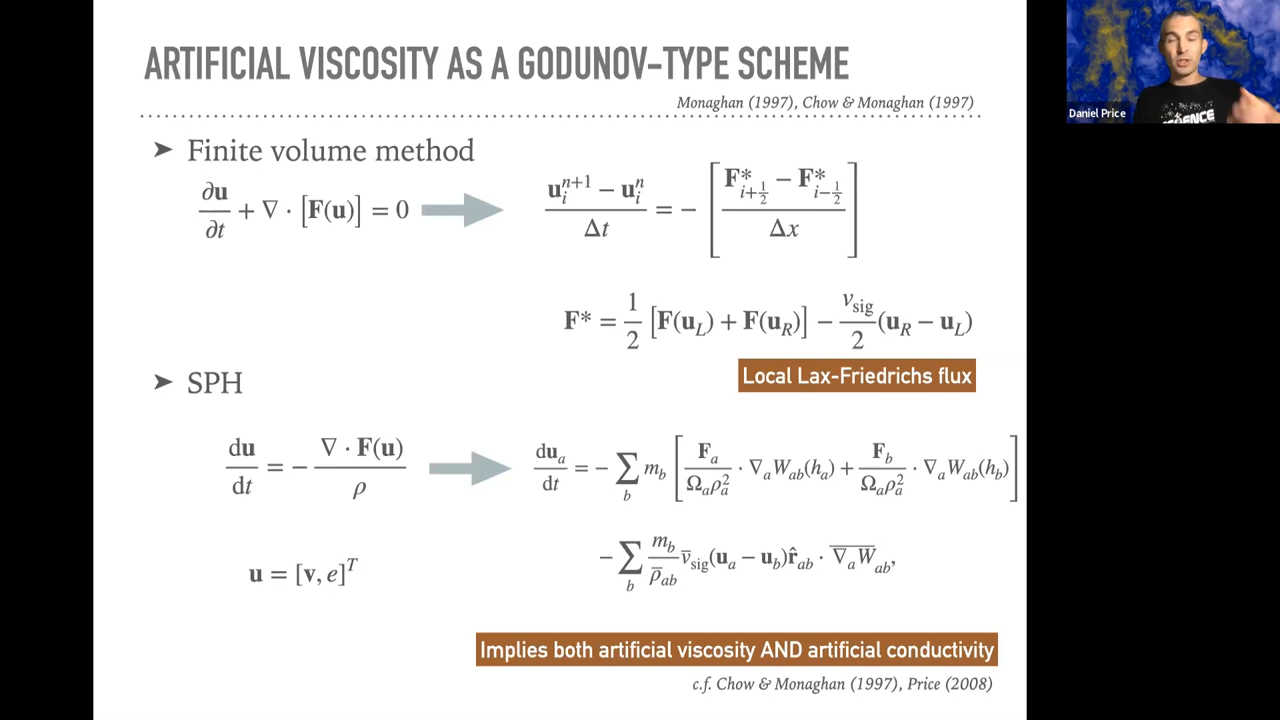 ARTIFICIAL VISCOSITY AS A GODUNOV-TYPE SCHEME
Monaghan (1997), Chow & Monaghan (1997)
➤ Finite volume method
∂u/∂t + ∇ · [F(u)] = 0
(u_i^{n+1} − u_i^n)/Δt = − [(F*_{i+1/2} − F*_{i−1/2})/Δx]
F* = 1/2 [F(u_L) + F(u_R)] − v_sig/2 (u_R − u_L)
Local Lax-Friedrichs flux
➤ SPH
du/dt = − ∇ · F(u)/ρ
du_a/dt = − ∑_b m_b [F_a/(Ω_a ρ_a^2) · ∇_a W_ab(h_a) + F_b/(Ω_a ρ_a^2) · ∇_a W_ab(h_b)]
− ∑_b m_b/ρ̄_ab v̄_sig(u_a − u_b) r̂_ab · \overline{∇_a W}_ab,
u = [v, e]^T
Implies both artificial viscosity AND artificial conductivity
c.f. Chow & Monaghan (1997), Price (2008)
Daniel Price